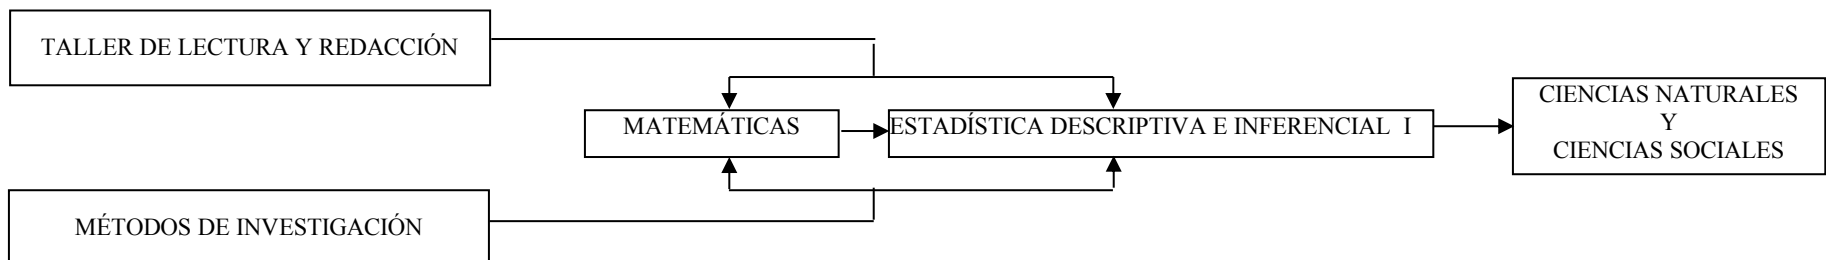 TALLER DE LECTURA Y REDACCIÓN
MATEMÁTICAS
ESTADÍSTICA DESCRIPTIVA E INFERENCIAL I
CIENCIAS NATURALES
Y
CIENCIAS SOCIALES
MÉTODOS DE INVESTIGACIÓN